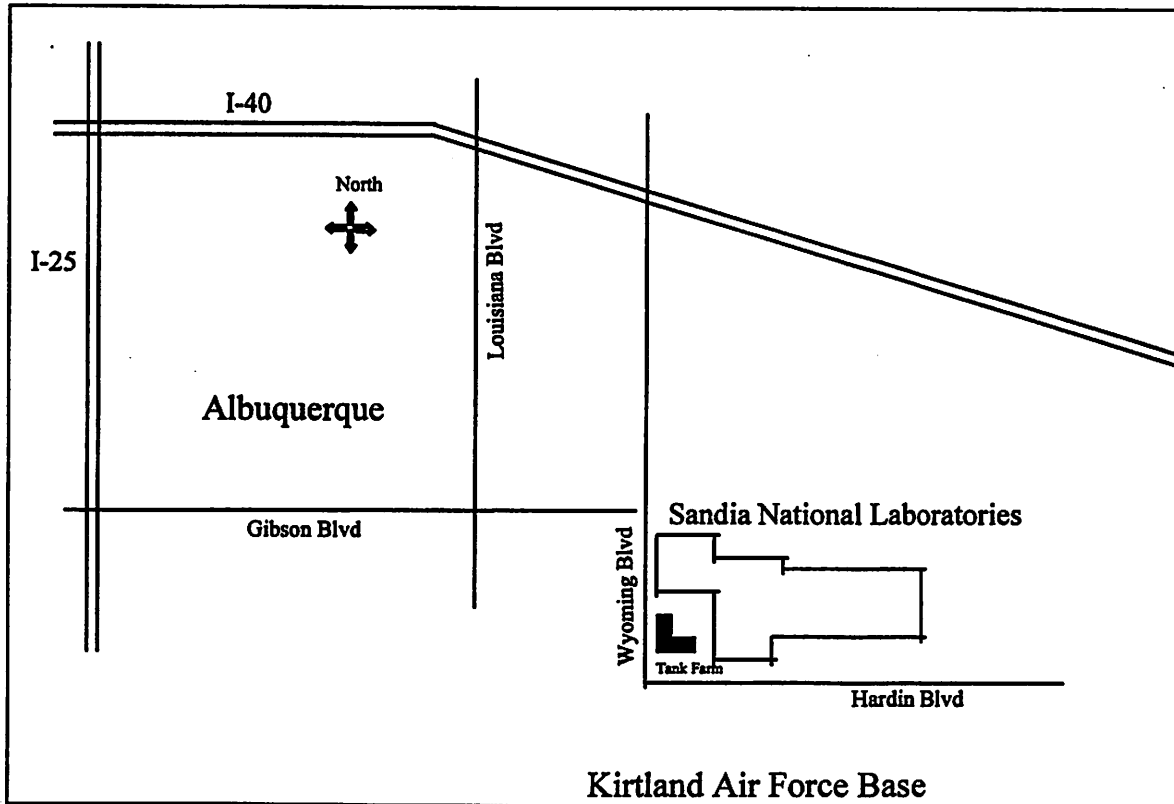 I-40
North
I-25
Louisiana Blvd
Albuquerque
Gibson Blvd
Sandia National Laboratories
Wyoming Blvd
Tank Farm
Hardin Blvd
Kirtland Air Force Base